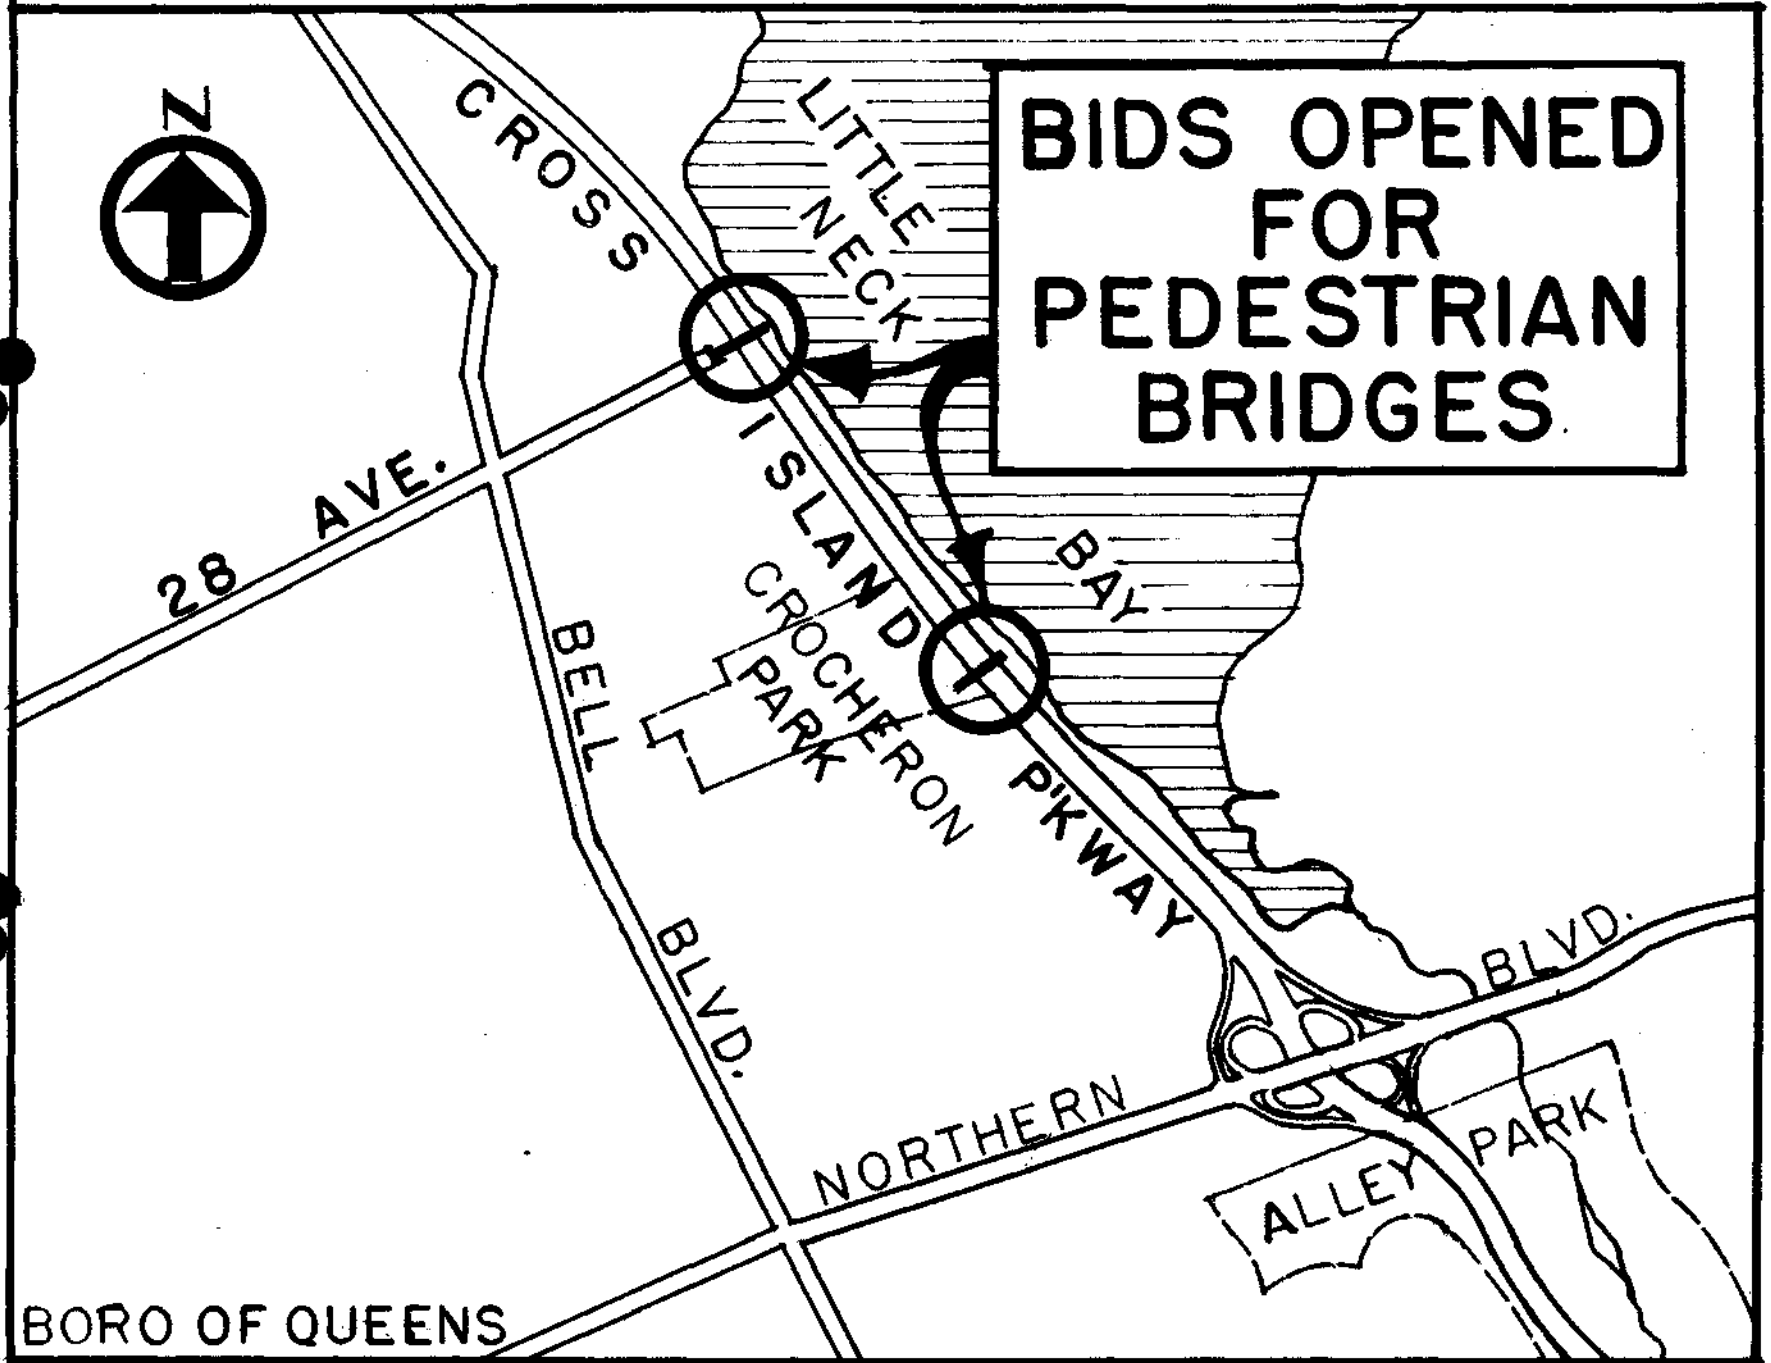 N
CROSS
ISLAND
P'KWAY
LITTLE
NECK
BAY
BIDS OPENED
FOR
PEDESTRIAN
BRIDGES
28 AVE.
BELL
BLVD.
CROCHERON
PARK
NORTHERN
BLVD.
ALLEY
PARK
BORO OF QUEENS